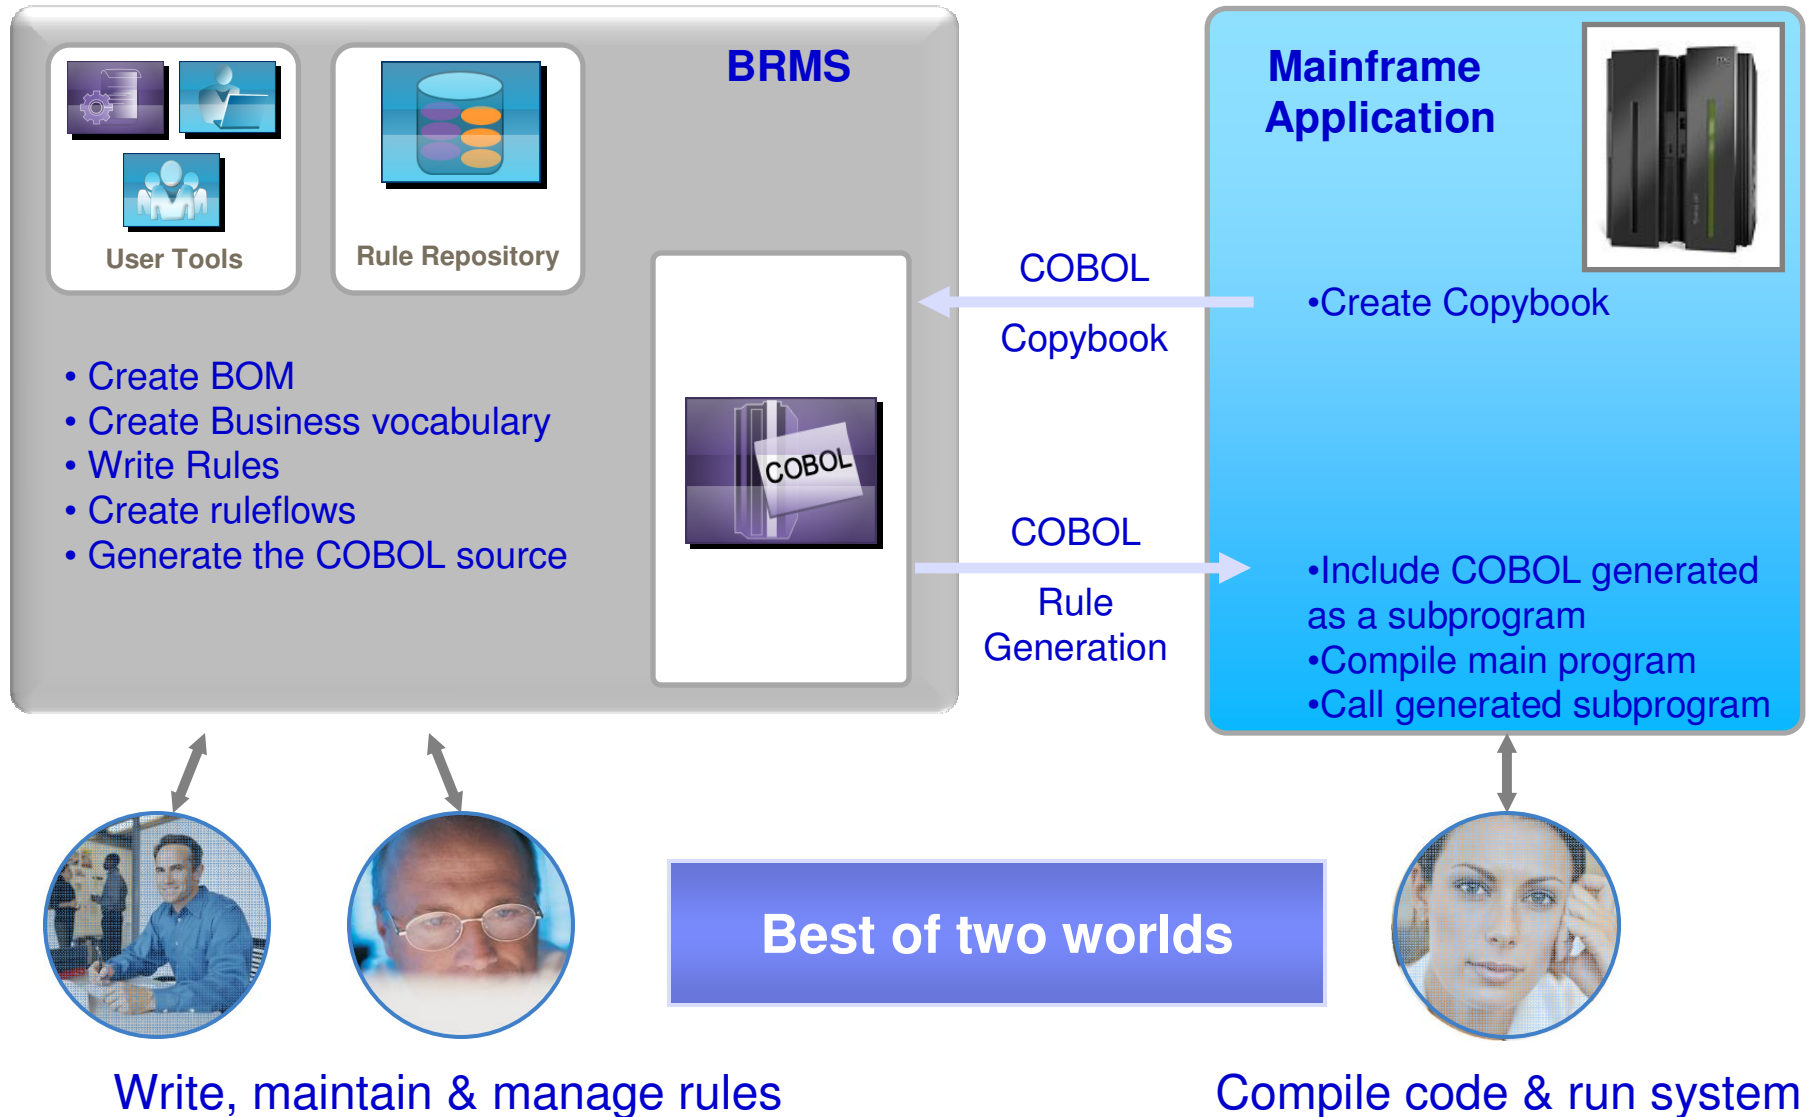 BRMS
User Tools
Rule Repository
• Create BOM
• Create Business vocabulary
• Write Rules
• Create ruleflows
• Generate the COBOL source
COBOL
COBOL
Copybook
COBOL
Rule
Generation
Mainframe
Application
•Create Copybook
•Include COBOL generated
as a subprogram
•Compile main program
•Call generated subprogram
Best of two worlds
Write, maintain & manage rules
Compile code & run system